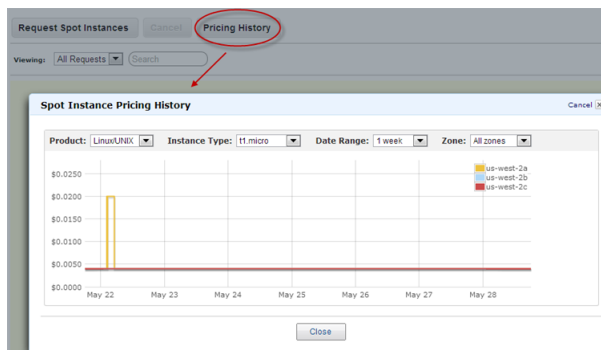 Request Spot Instances Cancel Pricing History
Viewing: All Requests Search
Spot Instance Pricing History Cancel X
Product: Linux/UNIX Instance Type: t1.micro Date Range: 1 week Zone: All zones
us-west-2a
us-west-2b
us-west-2c
$0.0250
$0.0200
$0.0150
$0.0100
$0.0050
$0.0000
May 22 May 23 May 24 May 25 May 26 May 27 May 28
Close